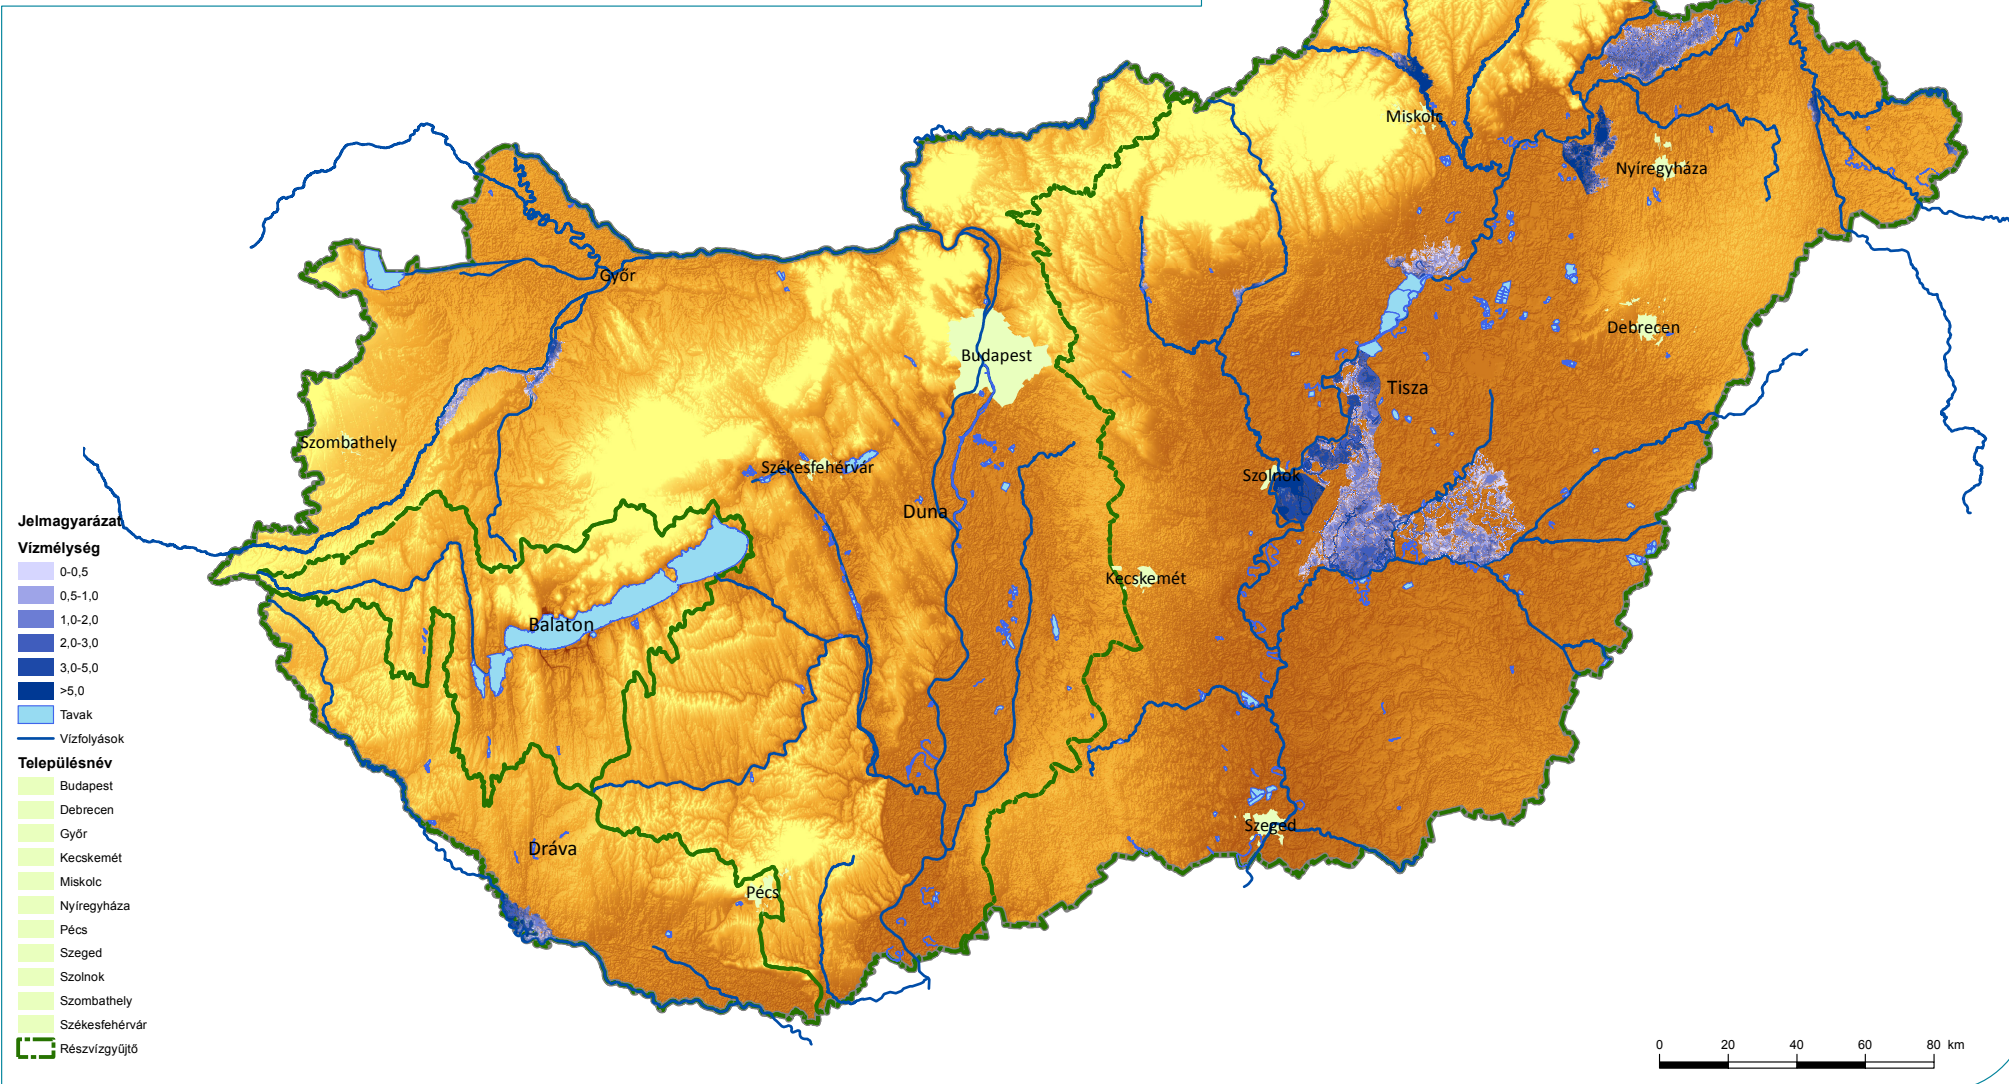 Miskolc
Nyíregyháza
Győr
Debrecen
Budapest
Tisza
Szombathely
Székesfehérvár
Szolnok
Duna
Kecskemét
Balaton
Szeged
Dráva
Pécs
Jelmagyarázat
Vízmélység
0-0,5
0,5-1,0
1,0-2,0
2,0-3,0
3,0-5,0
>5,0
Tavak
Vízfolyások
Településnév
Budapest
Debrecen
Győr
Kecskemét
Miskolc
Nyíregyháza
Pécs
Szeged
Szolnok
Szombathely
Székesfehérvár
Részvízgyűjtő
0 20 40 60 80 km